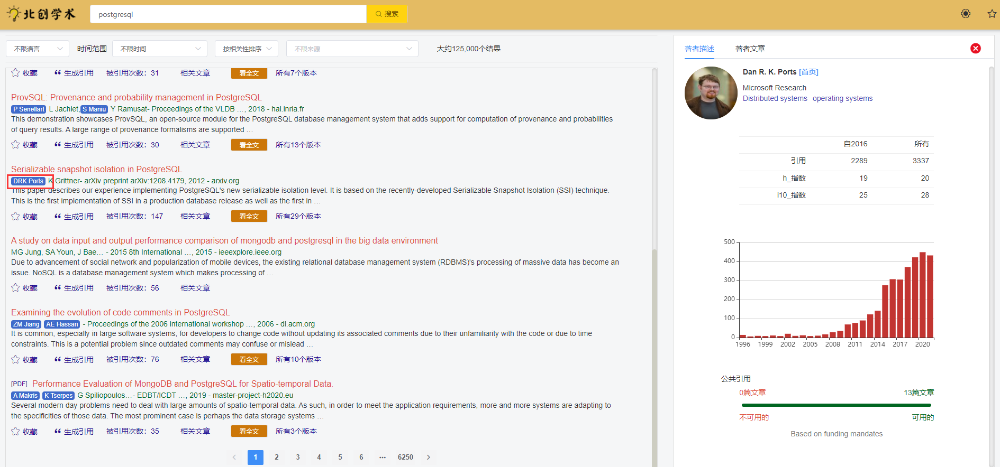 北创学术
postgresql
搜索
不限语言
时间范围
不限时间
按相关性排序
不限来源
大约125,000个结果
收藏 “ 生成引用 被引用次数：31 相关文章 看全文 所有7个版本
ProvSQL: Provenance and probability management in PostgreSQL
P Senellart L Jachiet, S Maniu Y Ramusat- Proceedings of the VLDB …, 2018 - hal.inria.fr
This demonstration showcases ProvSQL, an open-source module for the PostgreSQL database management system that adds support for computation of provenance and probabilities
of query results. A large range of provenance formalisms are supported …
收藏 “ 生成引用 被引用次数：30 相关文章 看全文 所有13个版本
Serializable snapshot isolation in PostgreSQL
DRK Ports K Grittner- arXiv preprint arXiv:1208.4179, 2012 - arxiv.org
This paper describes our experience implementing PostgreSQL's new serializable isolation level. It is based on the recently-developed Serializable Snapshot Isolation (SSI) technique.
This is the first implementation of SSI in a production database release as well as the first in …
收藏 “ 生成引用 被引用次数：147 相关文章 看全文 所有29个版本
A study on data input and output performance comparison of mongodb and postgresql in the big data environment
MG Jung, SA Youn, J Bae… - 2015 8th International …, 2015 - ieeexplore.ieee.org
Due to advancement of social network and popularization of mobile devices, the existing relational database management system (RDBMS)'s processing of massive data has become an
issue. NoSQL is a database management system which makes processing of …
收藏 “ 生成引用 被引用次数：56 相关文章
Examining the evolution of code comments in PostgreSQL
ZM Jiang AE Hassan - Proceedings of the 2006 international workshop …, 2006 - dl.acm.org
It is common, especially in large software systems, for developers to change code without updating its associated comments due to their unfamiliarity with the code or due to time
constraints. This is a potential problem since outdated comments may confuse or mislead …
收藏 “ 生成引用 被引用次数：76 相关文章 看全文 所有10个版本
[PDF] Performance Evaluation of MongoDB and PostgreSQL for Spatio-temporal Data.
A Makris K Tserpes G Spiliopoulos…- EDBT/ICDT …, 2019 - master-project-h2020.eu
Several modern day problems need to deal with large amounts of spatio-temporal data. As such, in order to meet the application requirements, more and more systems are adapting to
the specificities of those data. The most prominent case is perhaps the data storage systems …
收藏 “ 生成引用 被引用次数：35 相关文章 看全文 所有3个版本
1 2 3 4 5 6 ··· 6250
著者描述 著者文章
Dan R. K. Ports [首页]
Microsoft Research
Distributed systems operating systems
自2016 所有
引用 2289 3337
h_指数 19 20
i10_指数 25 28
500
400
300
200
100
0
1996 1999 2002 2005 2008 2011 2014 2017 2020
公共引用
0篇文章 13篇文章
不可用的 可用的
Based on funding mandates